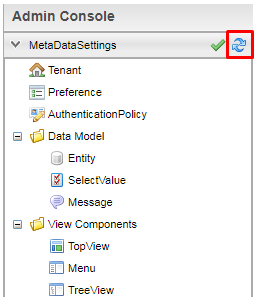 Admin Console
MetaDataSettings
Tenant
Preference
AuthenticationPolicy
Data Model
Entity
SelectValue
Message
View Components
TopView
Menu
TreeView